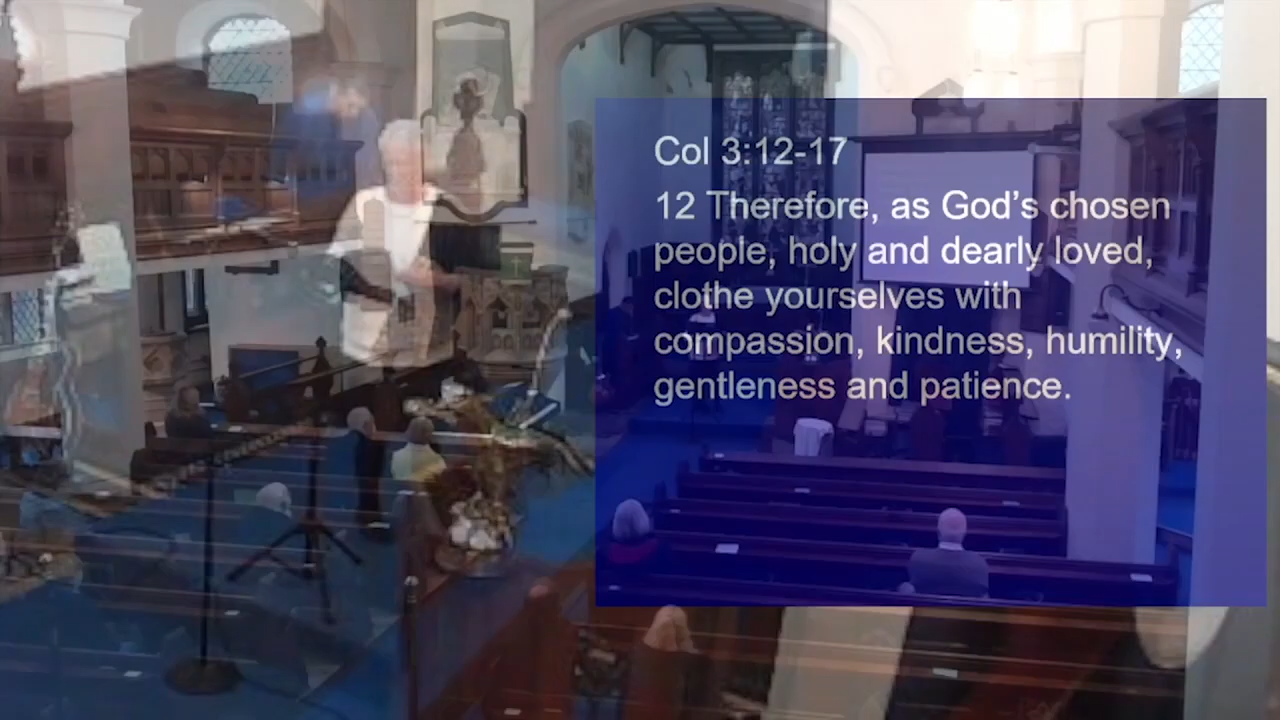 Col 3:12-17
12 Therefore, as God’s chosen
people, holy and dearly loved,
clothe yourselves with
compassion, kindness, humility,
gentleness and patience.